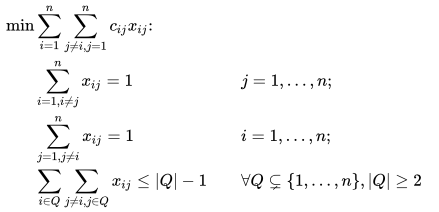 min ∑_{i=1}^{n} ∑_{j≠i,j=1}^{n} c_{ij}x_{ij}:
∑_{i=1,i≠j}^{n} x_{ij} = 1 j = 1, . . . , n;
∑_{j=1,j≠i}^{n} x_{ij} = 1 i = 1, . . . , n;
∑_{i∈Q} ∑_{j≠i,j∈Q} x_{ij} ≤ |Q| − 1 ∀Q ⊊ {1, . . . , n}, |Q| ≥ 2